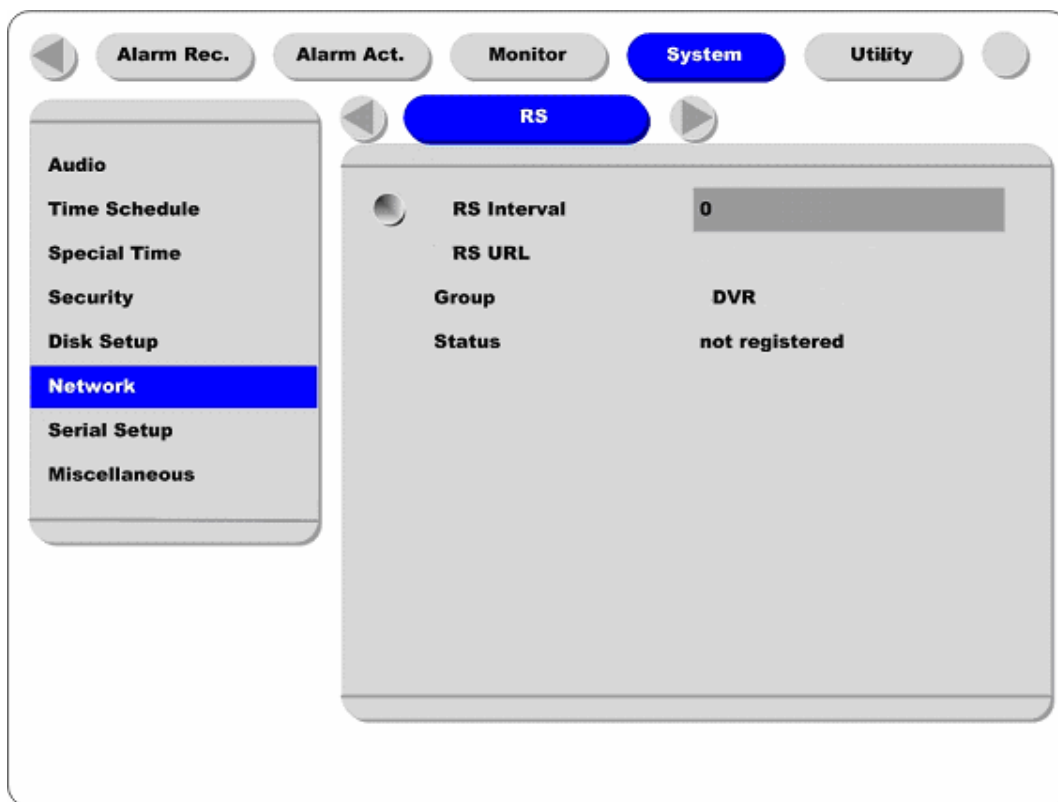 Alarm Rec. Alarm Act. Monitor System Utility
RS
Audio
Time Schedule
Special Time
Security
Disk Setup
Network
Serial Setup
Miscellaneous
RS Interval 0
RS URL
Group DVR
Status not registered